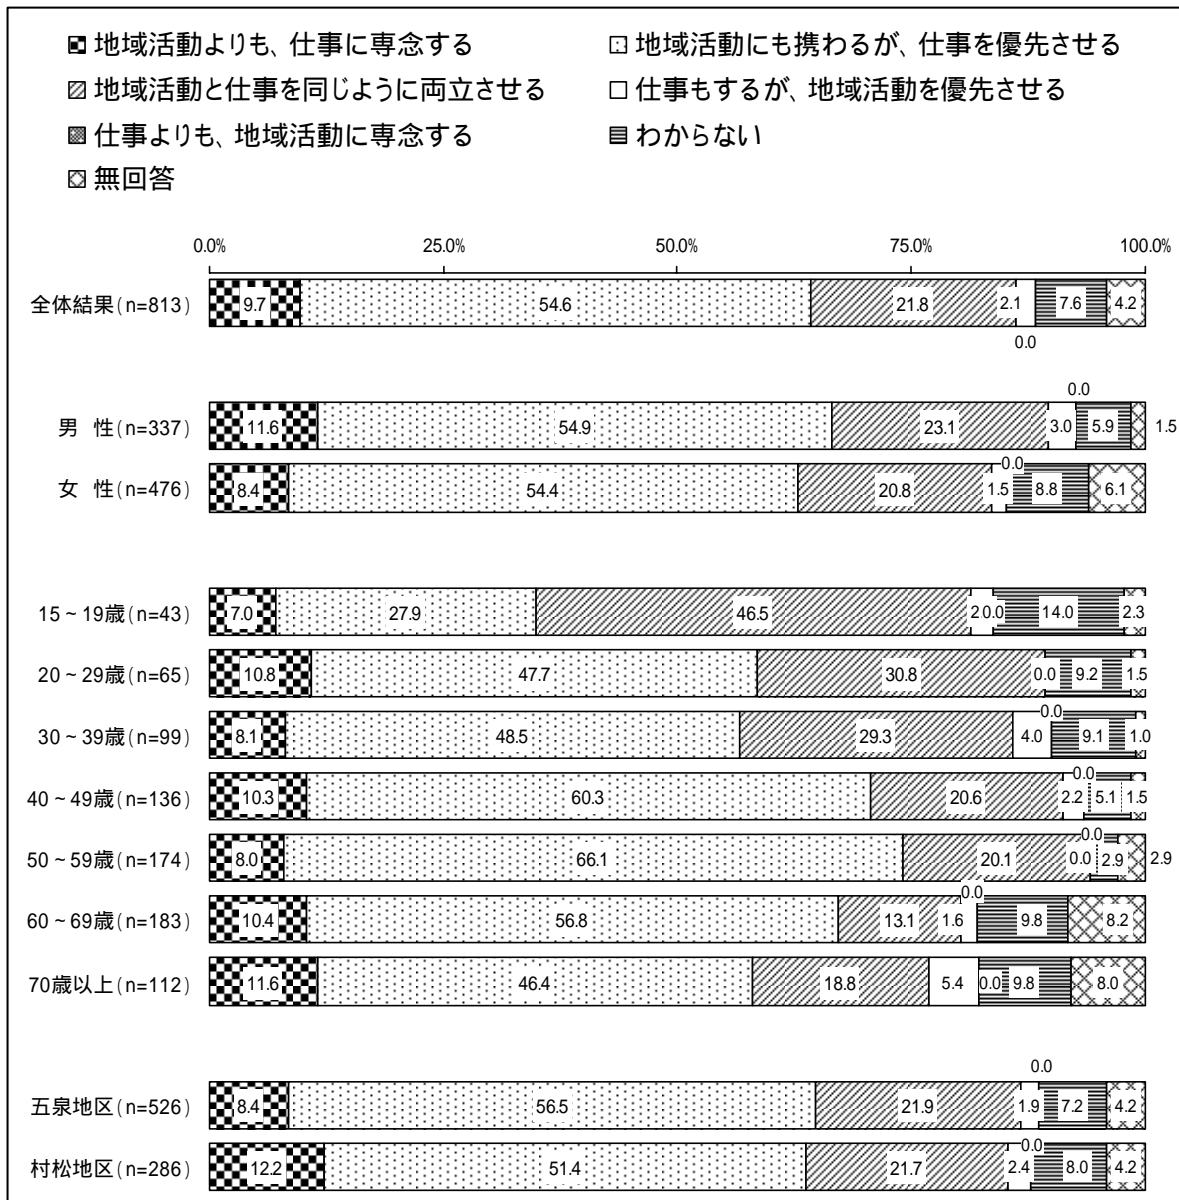 地域活動よりも、仕事に専念する 地域活動にも携わるが、仕事を優先させる
地域活動と仕事を同じように両立させる 仕事もするが、地域活動を優先させる
仕事よりも、地域活動に専念する わからない
無回答
0.0% 25.0% 50.0% 75.0% 100.0%
全体結果(n=813) 9.7 54.6 21.8 2.1 7.6 4.2
0.0
0.0
男 性(n=337) 11.6 54.9 23.1 3.0 5.9 1.5
0.0
女 性(n=476) 8.4 54.4 20.8 1.5 8.8 6.1
15~19歳(n=43) 7.0 27.9 46.5 0.0 14.0 2.3
20~29歳(n=65) 10.8 47.7 30.8 0.0 9.2 1.5
0.0
30~39歳(n=99) 8.1 48.5 29.3 4.0 9.1 1.0
0.0
40~49歳(n=136) 10.3 60.3 20.6 2.2 5.1 1.5
0.0
50~59歳(n=174) 8.0 66.1 20.1 0.0 2.9 2.9
0.0
60~69歳(n=183) 10.4 56.8 13.1 1.6 9.8 8.2
70歳以上(n=112) 11.6 46.4 18.8 5.4 0.0 9.8 8.0
0.0
五泉地区(n=526) 8.4 56.5 21.9 1.9 7.2 4.2
0.0
村松地区(n=286) 12.2 51.4 21.7 2.4 8.0 4.2